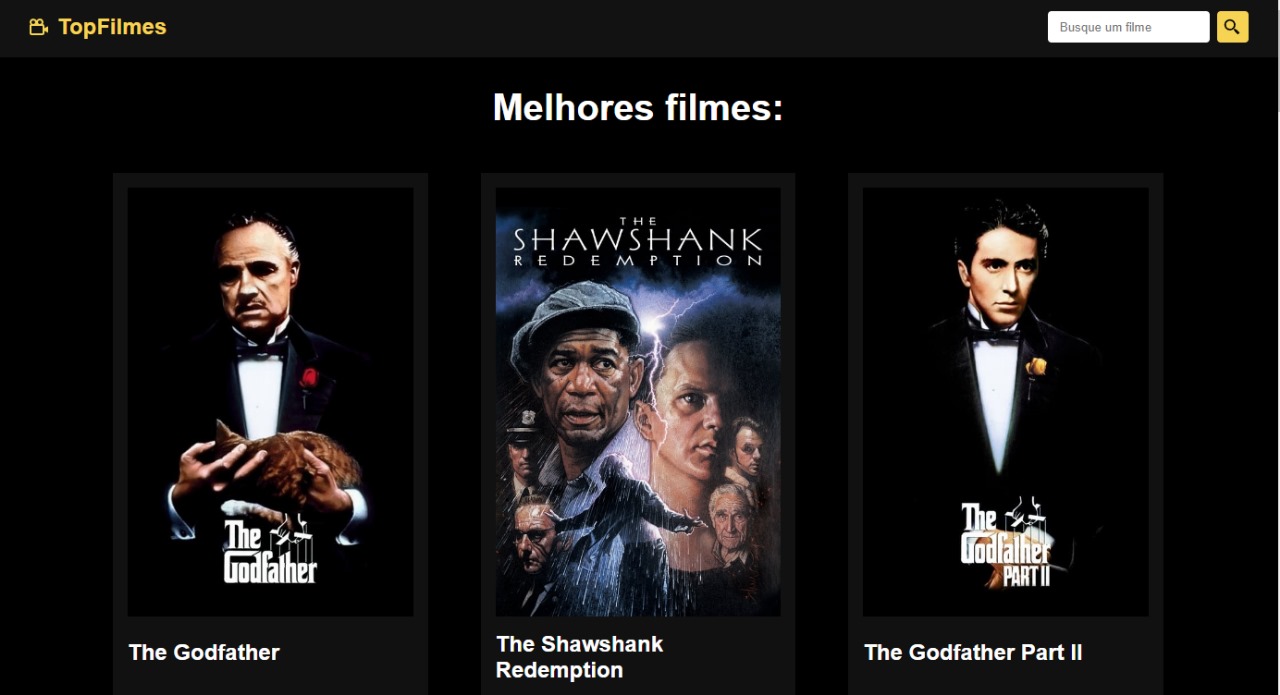 TopFilmes
Busque um filme
Melhores filmes:
The
Godfather
THE
SHAWSHANK
REDEMPTION
The
Godfather
PART II
The Godfather
The Shawshank
Redemption
The Godfather Part II